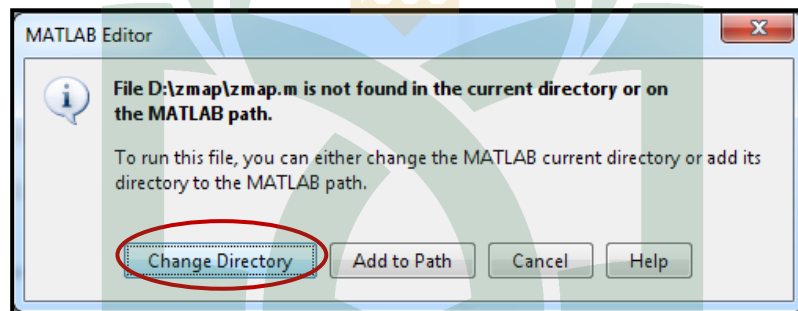 MATLAB Editor
File D:\zmap\zmap.m is not found in the current directory or on
the MATLAB path.
To run this file, you can either change the MATLAB current directory or add its
directory to the MATLAB path.
Change Directory Add to Path Cancel Help